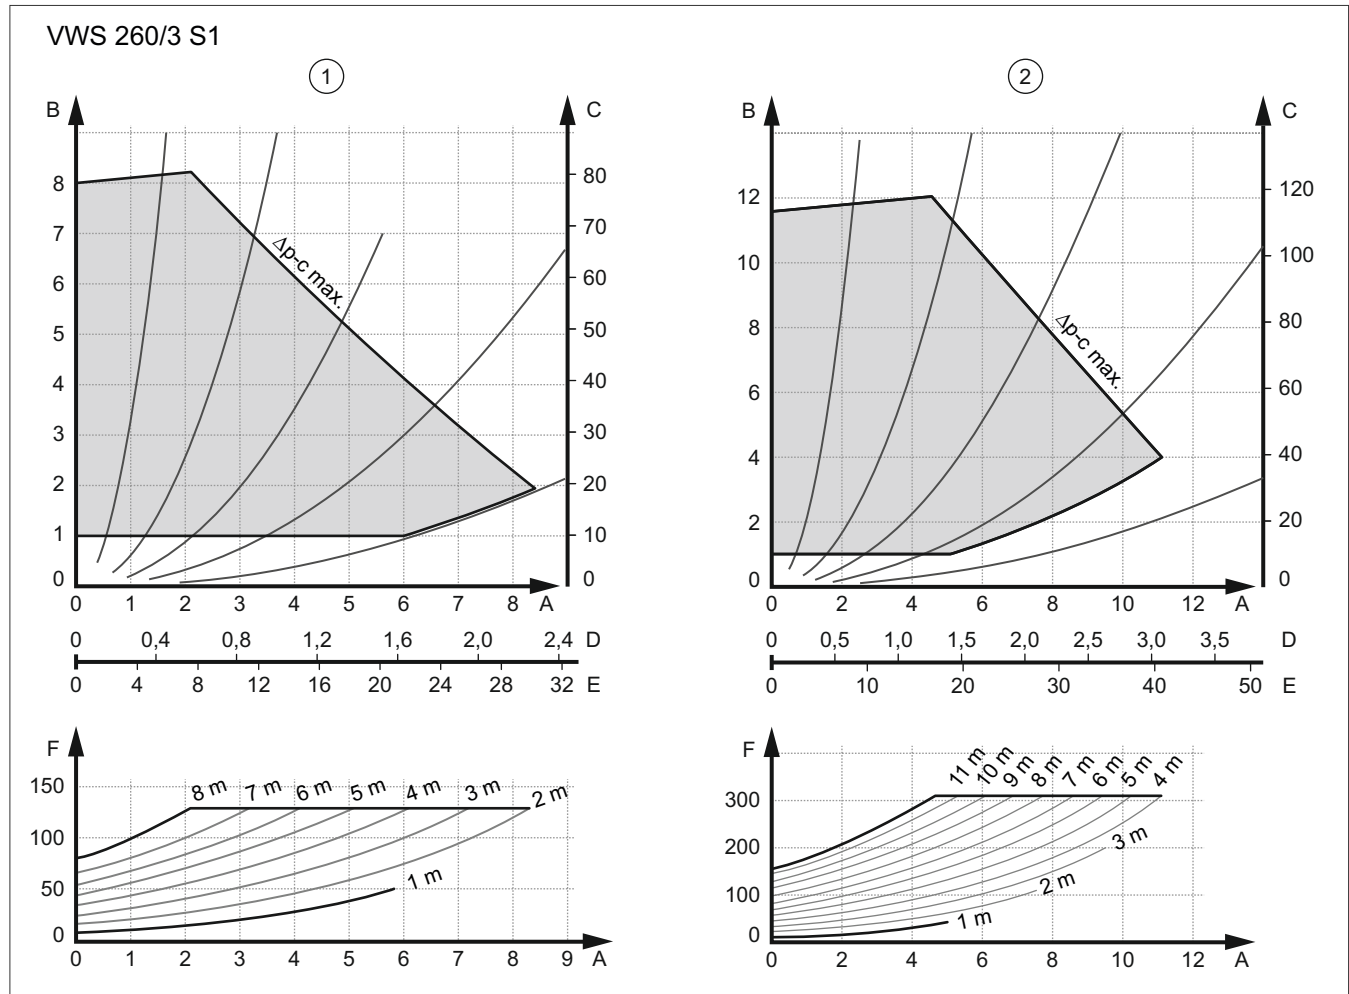 VWS 260/3 S1
1
2
B
C
8
7
6
5
4
3
2
1
0
80
70
60
50
40
30
20
10
0
Δp-c max.
0 1 2 3 4 5 6 7 8 A
0 0,4 0,8 1,2 1,6 2,0 2,4 D
0 4 8 12 16 20 24 28 32 E
B
C
12
10
8
6
4
2
0
120
100
80
60
40
20
0
Δp-c max.
0 2 4 6 8 10 12 A
0 0,5 1,0 1,5 2,0 2,5 3,0 3,5 D
0 10 20 30 40 50 E
F
150
100
50
0
8 m
7 m
6 m
5 m
4 m
3 m
2 m
1 m
0 1 2 3 4 5 6 7 8 9 A
F
300
200
100
0
11 m
10 m
9 m
8 m
7 m
6 m
5 m
4 m
3 m
2 m
1 m
0 2 4 6 8 10 12 A